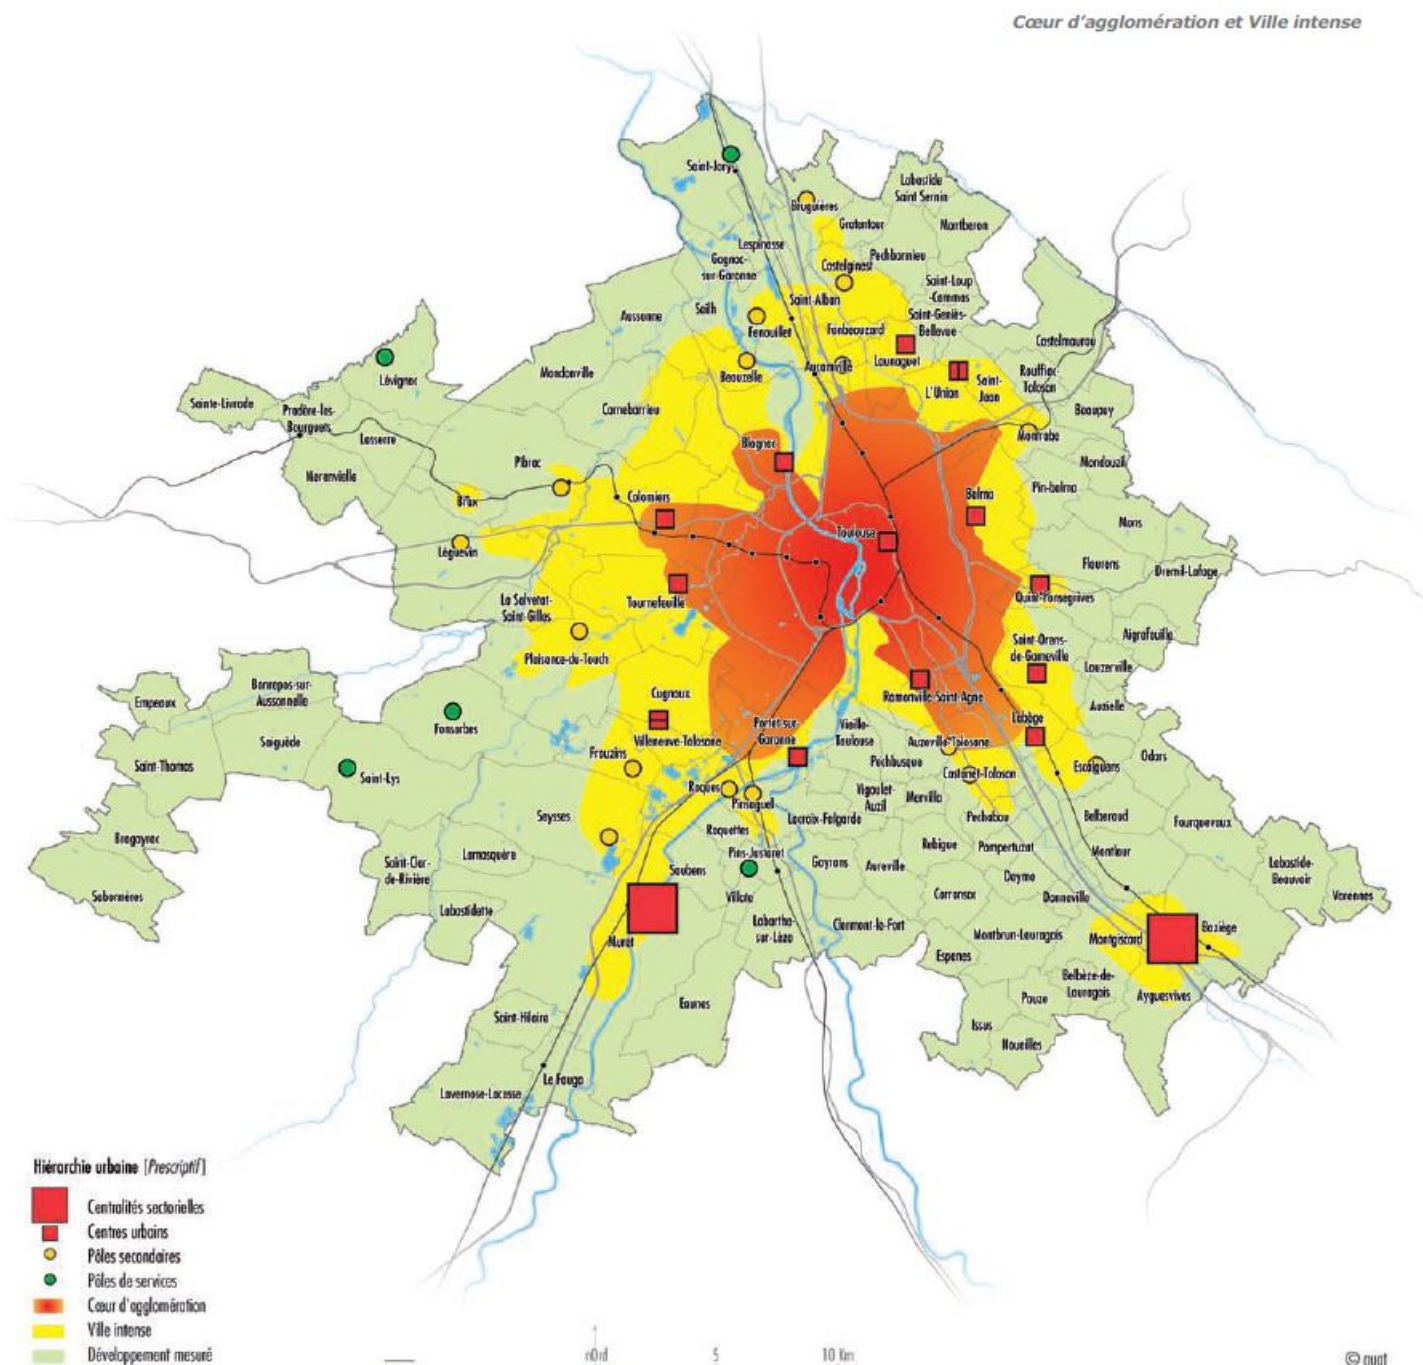 Cœur d'agglomération et Ville intense
Saint-Jory
Bruguières
Labastide
Saint Sernin
Gratentour
Montberon
Lespinasse
Pechbonnieu
Gagnac-
sur-Garonne
Castelginest
Saint-Loup
-Cammas
Saint-Alban
Saint-Geniès-
Bellevue
Aussonne
Seilh
Fenouillet
Fonbeauzard
Castelmaurou
Launaguet
Lévignac
Mondonville
Beauzelle
Aucamville
L'Union
Saint-
Jean
Rouffiac-
Tolosan
Sainte-Livrade
Pradère-les-
Bourguets
Cornebarrieu
Beaupuy
Lasserre
Blagnac
Montrabe
Merenvielle
Pibrac
Mondouzil
Pin-balma
Brax
Colomiers
Balma
Mons
Toulouse
Léguevin
Flourens
Dremil-Lafage
La Salvetat-
Saint-Gilles
Tournefeuille
Quint-Fonsegrives
Saint-Orens-
de-Gameville
Aigrefeuille
Plaisance-du-Touch
Lauzerville
Empeaux
Bonrepos-sur-
Aussonnelle
Cugnaux
Ramonville-Saint-Agne
Auzielle
Fonsorbes
Portet-sur-
Garonne
Vieille-
Toulouse
Labège
Saiguède
Villeneuve-Tolosane
Auzeville-Tolosane
Saint-Thomas
Frouzins
Pechbusque
Odars
Saint-Lys
Castanet-Tolosan
Escalquens
Roques
Pinsaguel
Vigoulet-
Auzil
Mervilla
Seysses
Lacroix-Falgarde
Pechabou
Belberaud
Fourquevaux
Bragayrac
Roquettes
Rebigue
Pompertuzat
Montlaur
Saint-Clar-
de-Rivière
Lamasquère
Pins-Justaret
Goyrans
Aureville
Labastide-
Beauvoir
Saubens
Deyme
Sabonnères
Villate
Corronsac
Donneville
Varennes
Labastidette
Labarthe-
sur-Lèze
Clermont-le-Fort
Muret
Montbrun-Lauragais
Montgiscard
Baziège
Espanes
Belbèze-de-
Lauragais
Eaunes
Pouze
Ayguesvives
Saint-Hilaire
Issus
Noueilles
Le Fauga
Lavernose-Lacasse
Hiérarchie urbaine [Prescriptif]
Centralités sectorielles
Centres urbains
Pôles secondaires
Pôles de services
Cœur d'agglomération
Ville intense
Développement mesuré
nOrd 5 10 Km
© auat